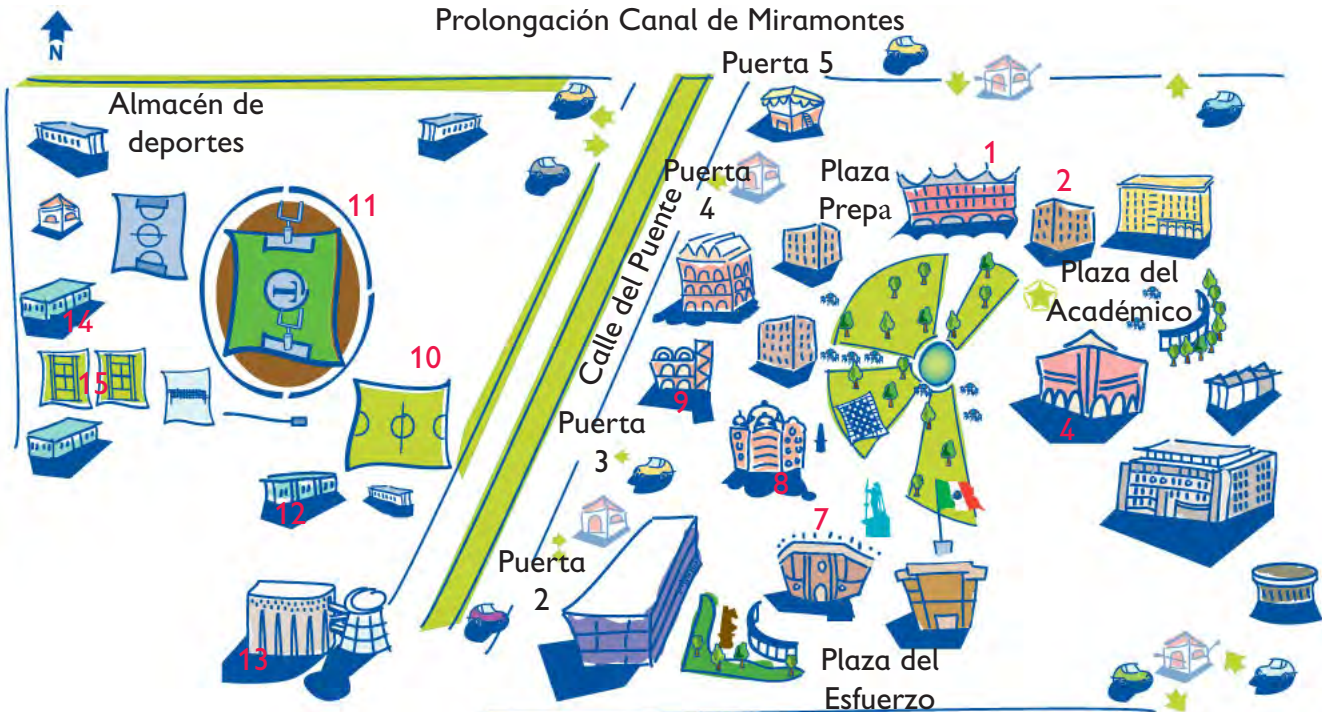 Prolongación Canal de Miramontes
N
Puerta 5
Almacén de
deportes
1
Puerta
4
Plaza
Prepa
2
11
Calle del Puente
Plaza del
Académico
14
10
15
9
4
Puerta
3
8
12
7
Puerta
2
13
Plaza del
Esfuerzo